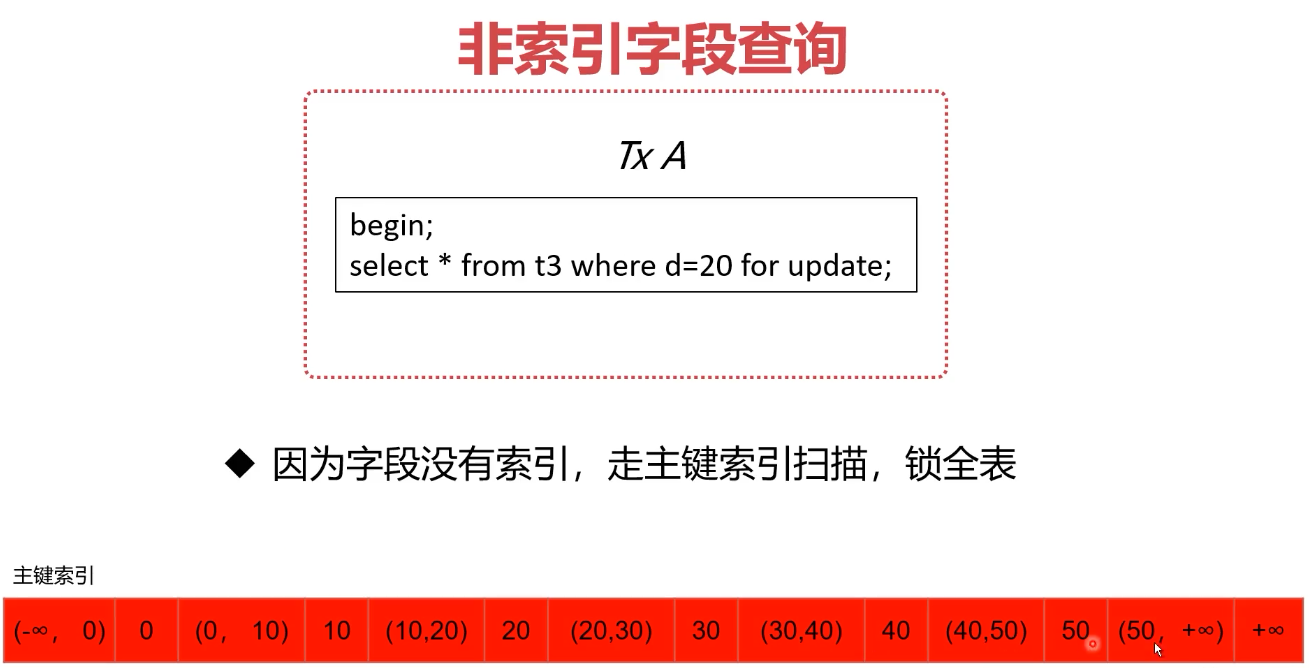 非索引字段查询
Tx A
begin;
select * from t3 where d=20 for update;
◆ 因为字段没有索引，走主键索引扫描，锁全表
主键索引
(-∞， 0) 0 (0， 10) 10 (10,20) 20 (20,30) 30 (30,40) 40 (40,50) 50 (50，+∞) +∞